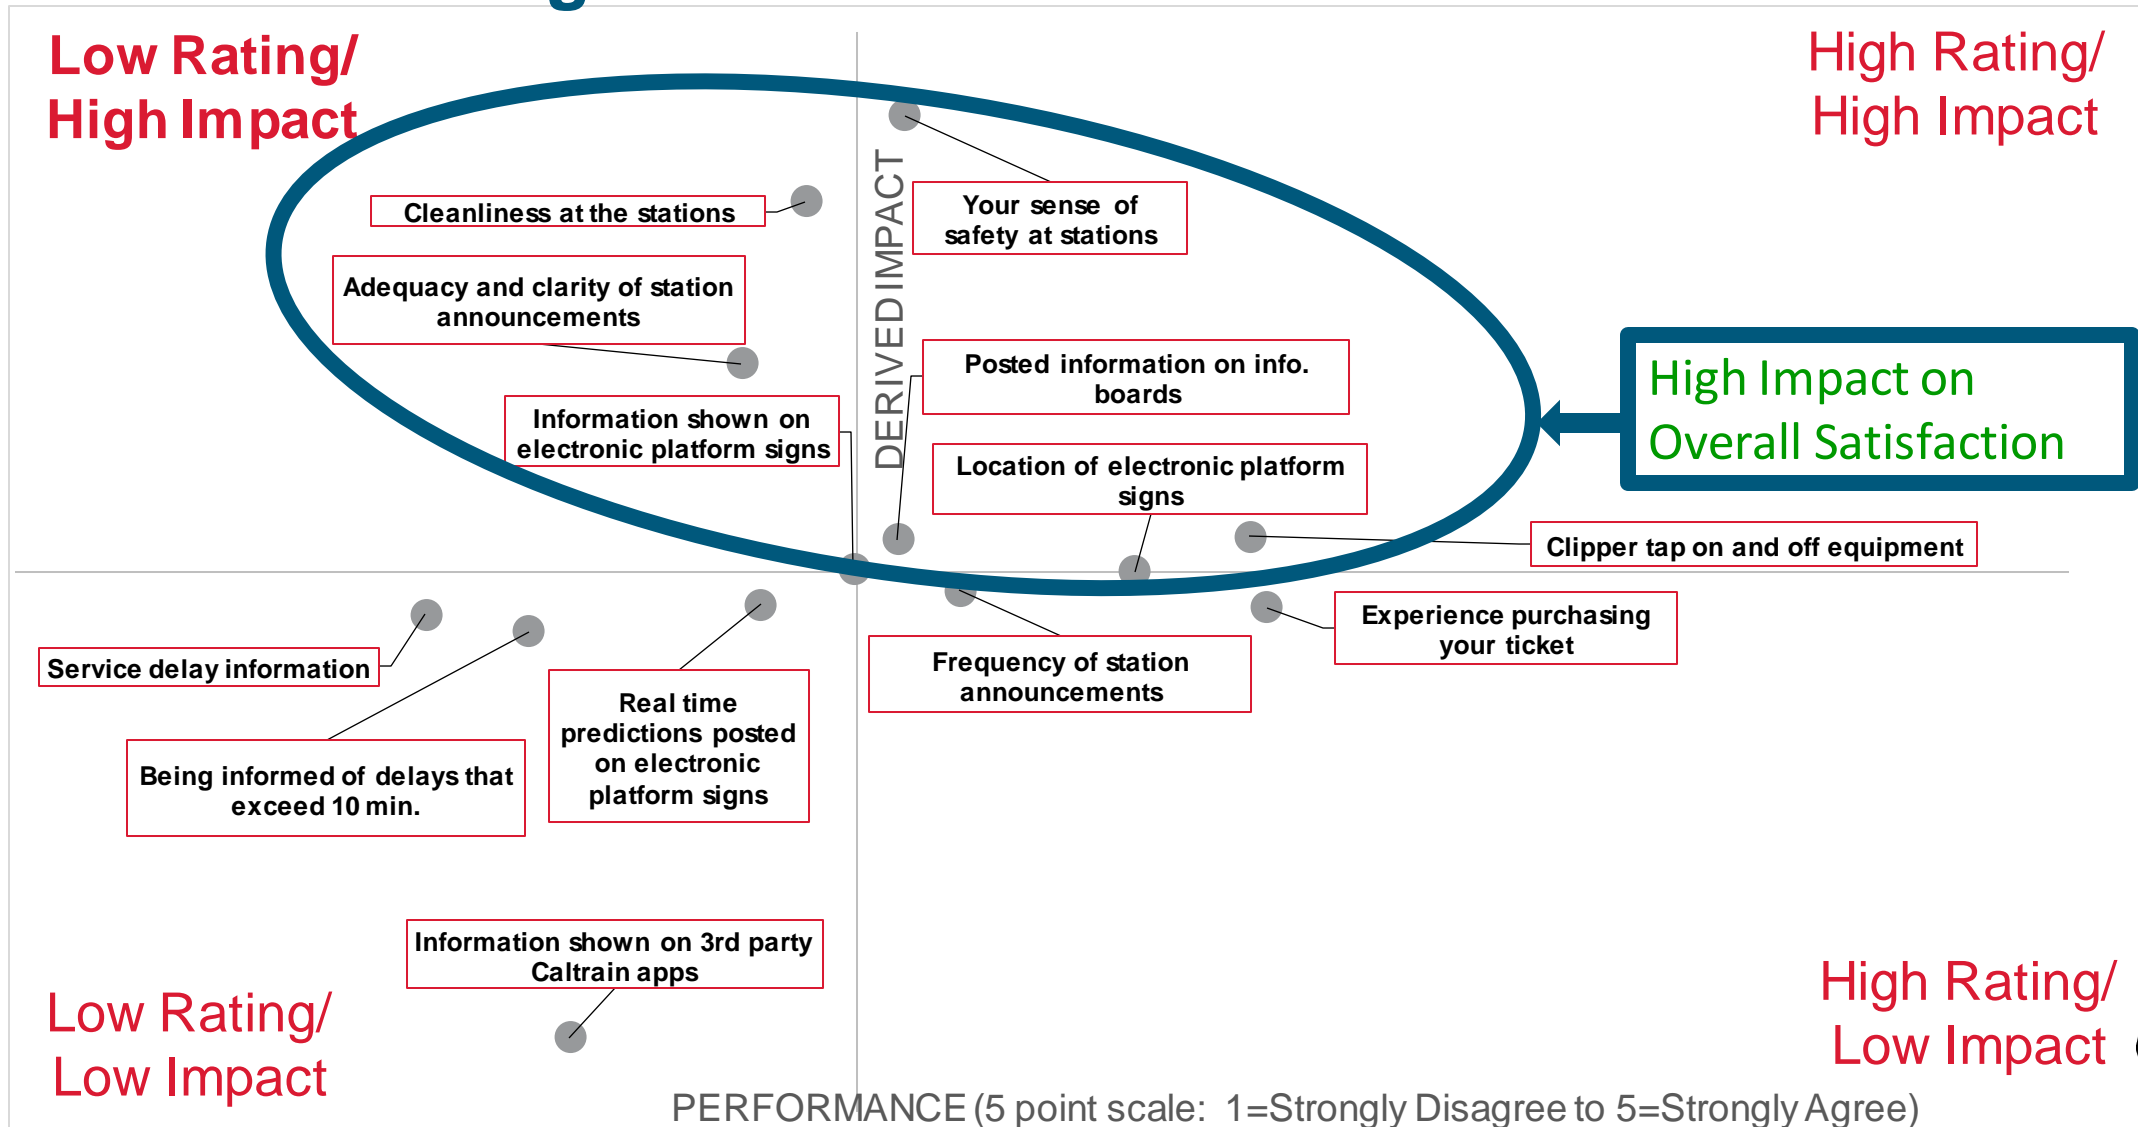 Low Rating/
High Impact
High Rating/
High Impact
Cleanliness at the stations
Your sense of
safety at stations
DERIVED IMPACT
Adequacy and clarity of station
announcements
Posted information on info.
boards
High Impact on
Overall Satisfaction
Information shown on
electronic platform signs
Location of electronic platform
signs
Clipper tap on and off equipment
Experience purchasing
your ticket
Service delay information
Frequency of station
announcements
Real time
predictions posted
on electronic
platform signs
Being informed of delays that
exceed 10 min.
Information shown on 3rd party
Caltrain apps
Low Rating/
Low Impact
High Rating/
Low Impact
PERFORMANCE (5 point scale: 1=Strongly Disagree to 5=Strongly Agree)